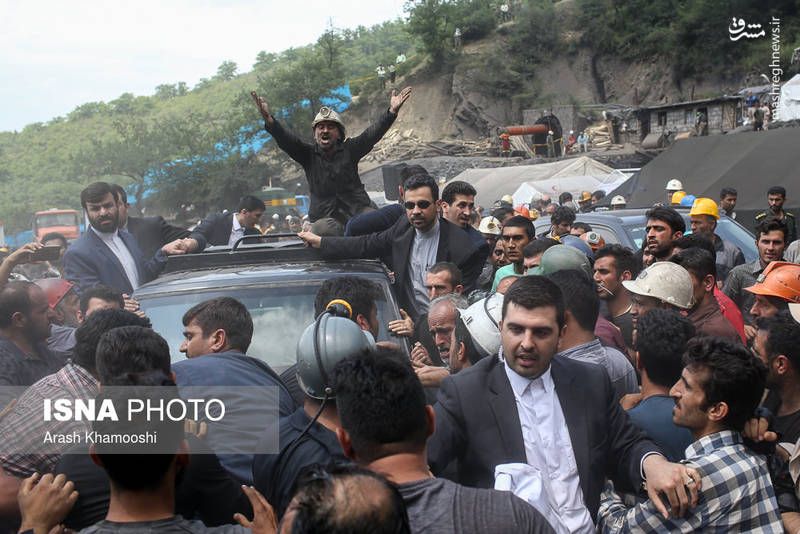 مشرق
mashreghnews.ir
ISNA PHOTO
Arash Khamooshi